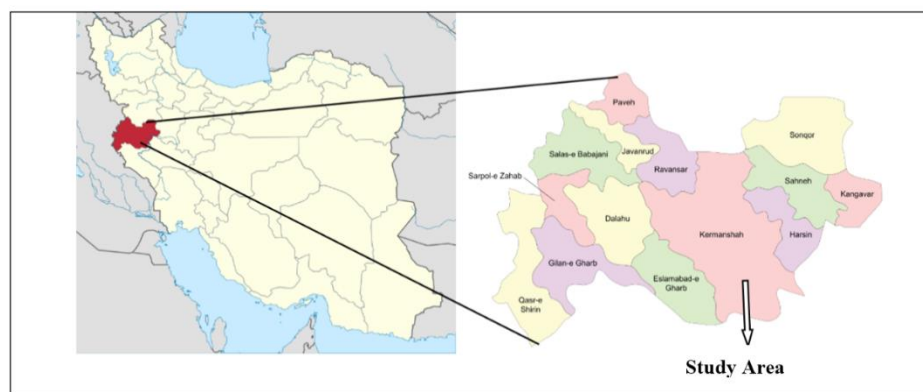 Paveh
Sonqor
Javanrud
Salas-e Babajani
Ravansar
Sarpol-e Zahab
Sahneh
Kangavar
Dalahu
Kermanshah
Harsin
Gilan-e Gharb
Eslamabad-e
Gharb
Qasr-e
Shirin
Study Area